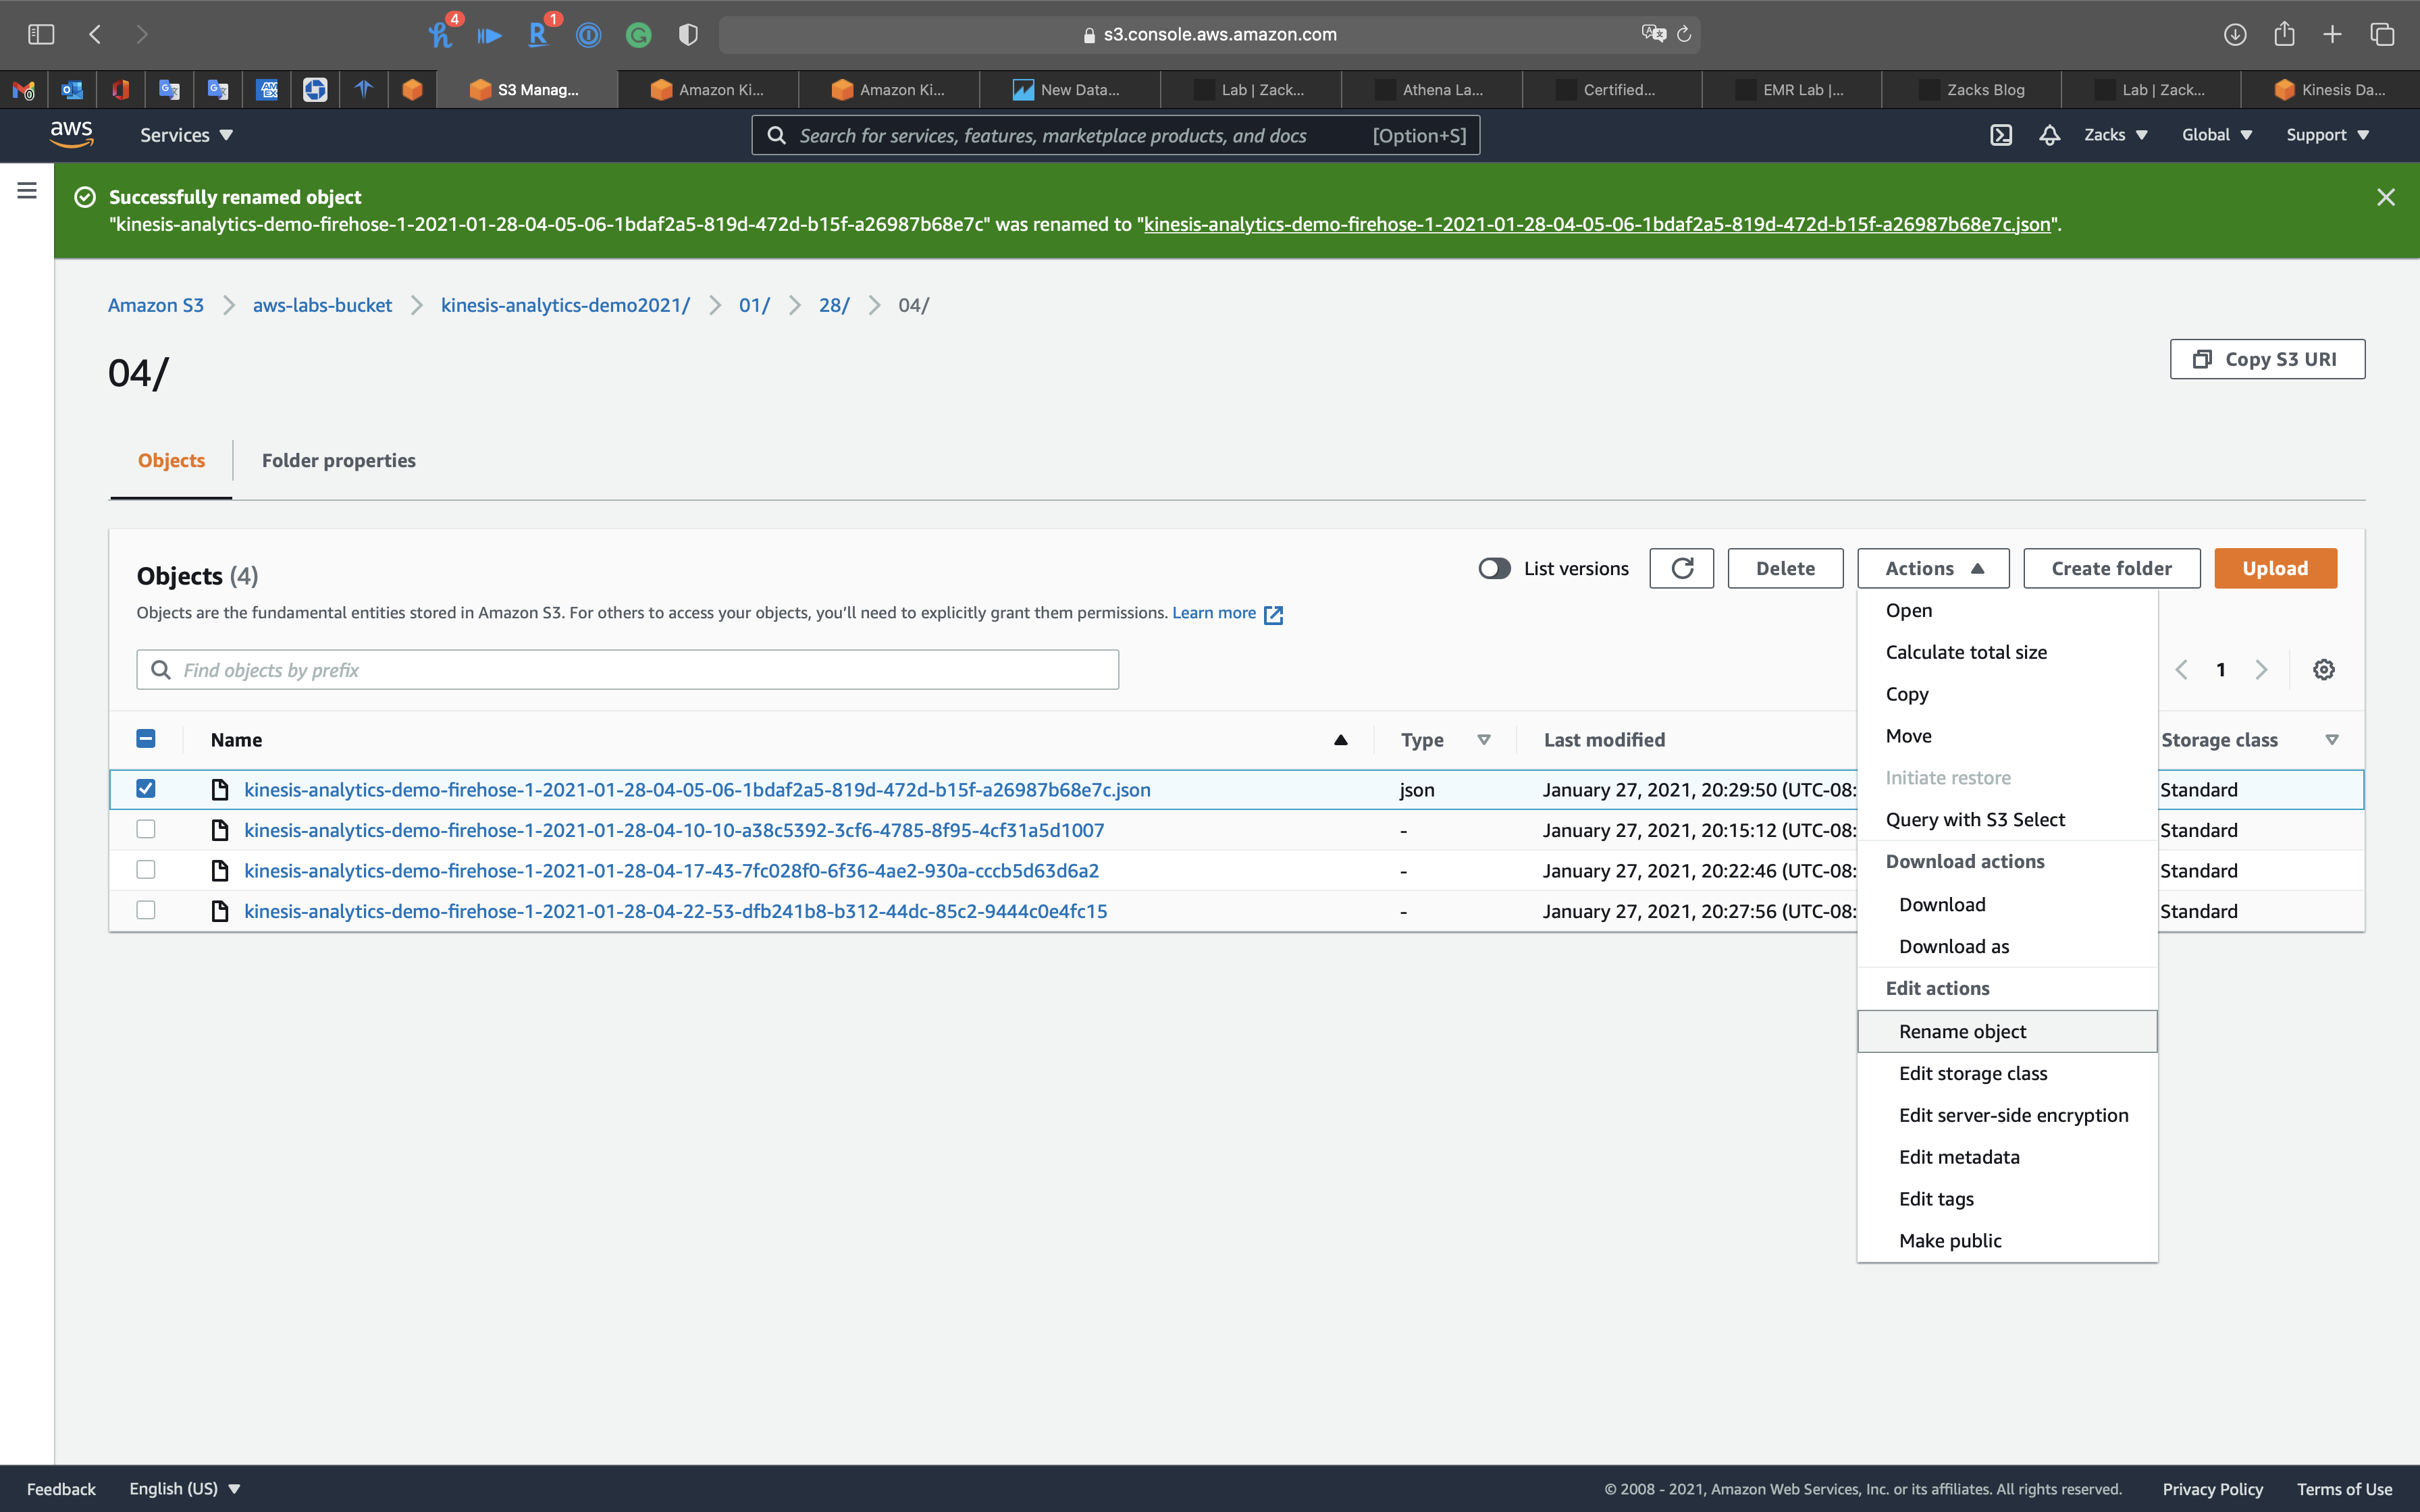 4
1
s3.console.aws.amazon.com
S3 Manag...
Amazon Ki...
Amazon Ki...
New Data...
Lab | Zack...
Athena La...
Certified...
EMR Lab |...
Zacks Blog
Lab | Zack...
Kinesis Da...
aws
Services
Search for services, features, marketplace products, and docs
[Option+S]
Zacks
Global
Support
Successfully renamed object
"kinesis-analytics-demo-firehose-1-2021-01-28-04-05-06-1bdaf2a5-819d-472d-b15f-a26987b68e7c" was renamed to "kinesis-analytics-demo-firehose-1-2021-01-28-04-05-06-1bdaf2a5-819d-472d-b15f-a26987b68e7c.json".
Amazon S3
aws-labs-bucket
kinesis-analytics-demo2021/
01/
28/
04/
04/
Copy S3 URI
Objects
Folder properties
Objects (4)
List versions
Delete
Actions
Create folder
Upload
Objects are the fundamental entities stored in Amazon S3. For others to access your objects, you'll need to explicitly grant them permissions. Learn more
Find objects by prefix
1
Name
Type
Last modified
Storage class
kinesis-analytics-demo-firehose-1-2021-01-28-04-05-06-1bdaf2a5-819d-472d-b15f-a26987b68e7c.json
json
January 27, 2021, 20:29:50 (UTC-08:
Standard
kinesis-analytics-demo-firehose-1-2021-01-28-04-10-10-a38c5392-3cf6-4785-8f95-4cf31a5d1007
-
January 27, 2021, 20:15:12 (UTC-08:
Standard
kinesis-analytics-demo-firehose-1-2021-01-28-04-17-43-7fc028f0-6f36-4ae2-930a-cccb5d63d6a2
-
January 27, 2021, 20:22:46 (UTC-08:
Standard
kinesis-analytics-demo-firehose-1-2021-01-28-04-22-53-dfb241b8-b312-44dc-85c2-9444c0e4fc15
-
January 27, 2021, 20:27:56 (UTC-08:
Standard
Open
Calculate total size
Copy
Move
Initiate restore
Query with S3 Select
Download actions
Download
Download as
Edit actions
Rename object
Edit storage class
Edit server-side encryption
Edit metadata
Edit tags
Make public
Feedback
English (US)
© 2008 - 2021, Amazon Web Services, Inc. or its affiliates. All rights reserved.
Privacy Policy
Terms of Use